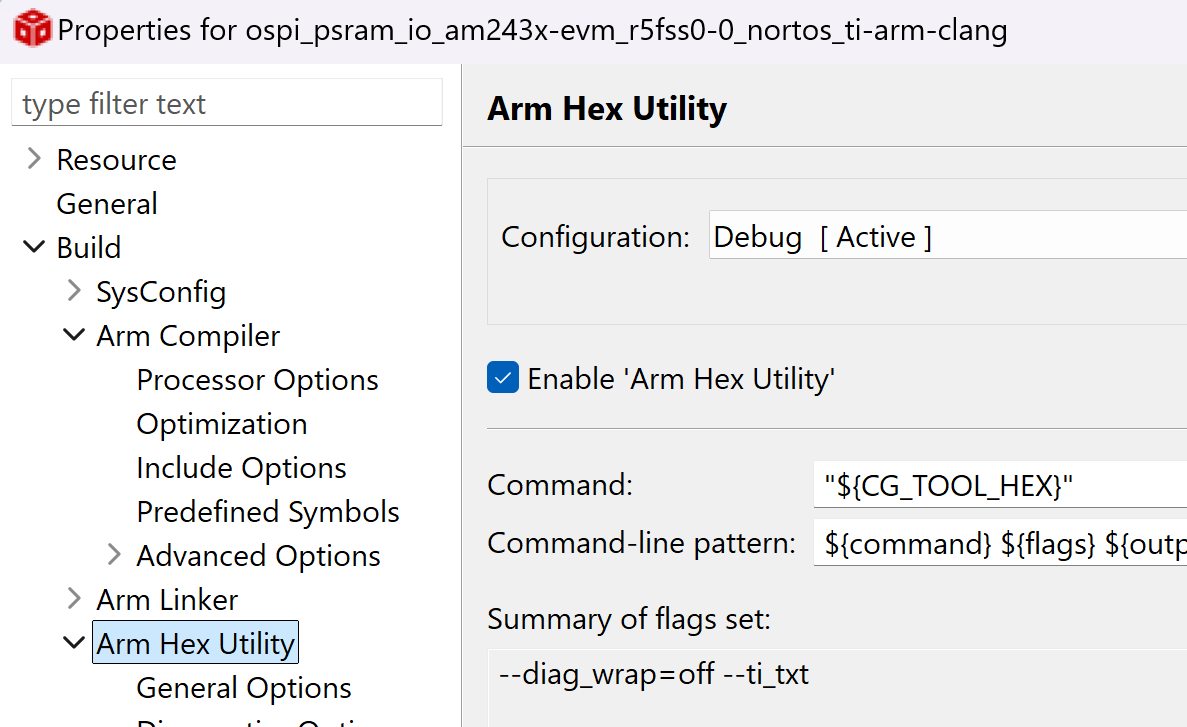 Properties for ospi_psram_io_am243x-evm_r5fss0-0_nortos_ti-arm-clang
type filter text
Resource
General
Build
SysConfig
Arm Compiler
Processor Options
Optimization
Include Options
Predefined Symbols
Advanced Options
Arm Linker
Arm Hex Utility
General Options
Arm Hex Utility
Configuration: Debug [ Active ]
Enable 'Arm Hex Utility'
Command: "${CG_TOOL_HEX}"
Command-line pattern: ${command} ${flags} ${outp
Summary of flags set:
--diag_wrap=off --ti_txt